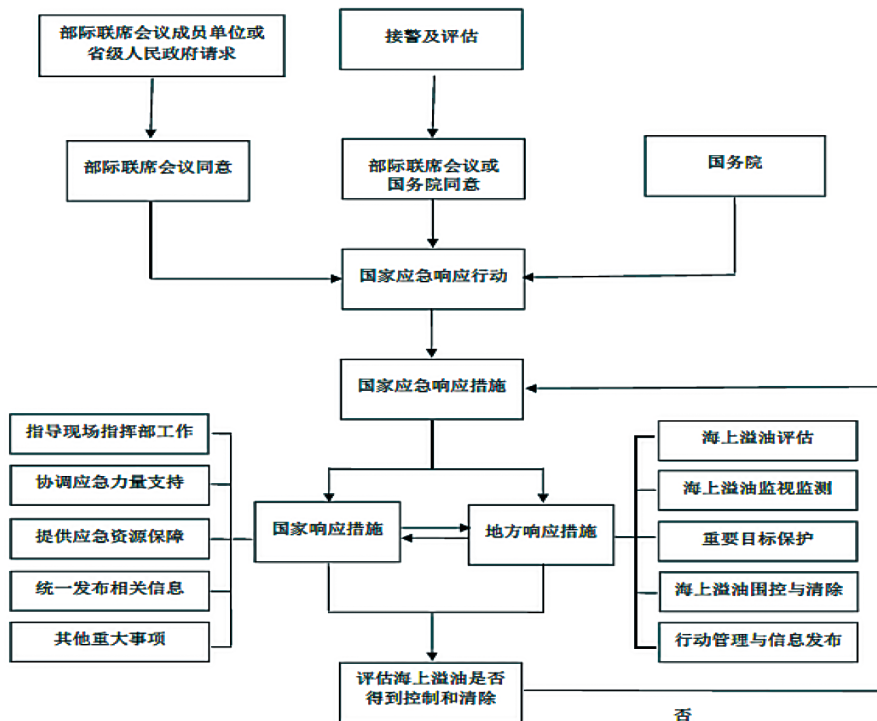 部际联席会议成员单位或
省级人民政府请求
接警及评估
部际联席会议同意
部际联席会议或
国务院同意
国务院
国家应急响应行动
国家应急响应措施
指导现场指挥部工作
协调应急力量支持
提供应急资源保障
统一发布相关信息
其他重大事项
国家响应措施
地方响应措施
海上溢油评估
海上溢油监视监测
重要目标保护
海上溢油围控与清除
行动管理与信息发布
评估海上溢油是否
得到控制和清除
否